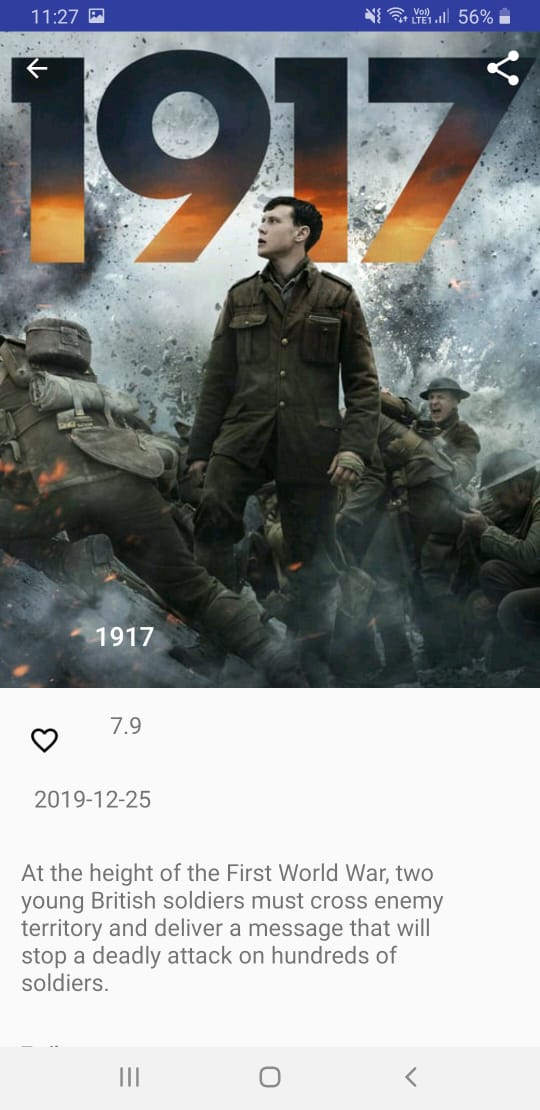 11:27
Vo))
LTE1
56%
1917
1917
7.9
2019-12-25
At the height of the First World War, two
young British soldiers must cross enemy
territory and deliver a message that will
stop a deadly attack on hundreds of
soldiers.